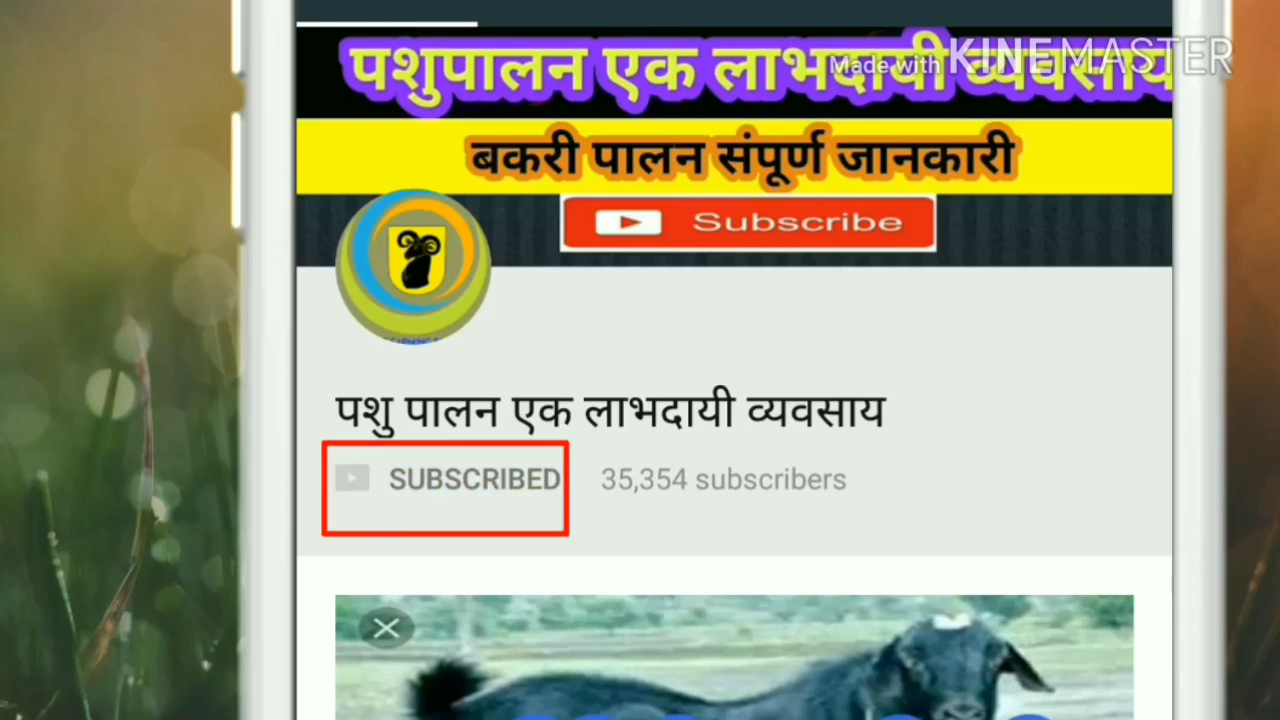 पशुपालन एक लाभदायी व्यवसाय
Made with KINEMASTER
बकरी पालन संपूर्ण जानकारी
Subscribe
पशु पालन एक लाभदायी व्यवसाय
SUBSCRIBED 35,354 subscribers